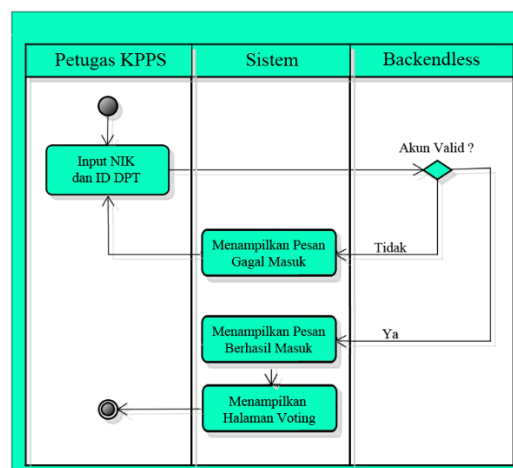 Petugas KPPS
Sistem
Backendless
Akun Valid ?
Input NIK
dan ID DPT
Menampilkan Pesan
Gagal Masuk
Tidak
Menampilkan Pesan
Berhasil Masuk
Ya
Menampilkan
Halaman Voting